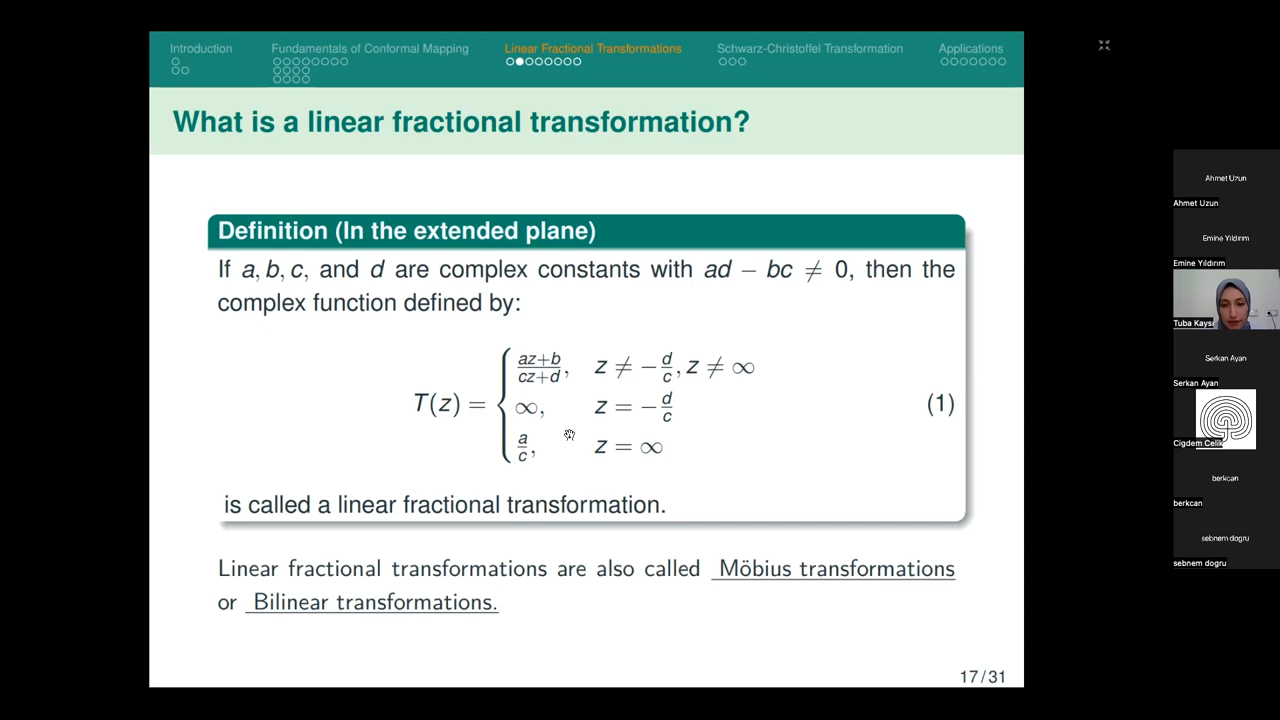 Introduction
Fundamentals of Conformal Mapping
Linear Fractional Transformations
Schwarz-Christoffel Transformation
Applications
What is a linear fractional transformation?
Definition (In the extended plane)
If a, b, c, and d are complex constants with ad − bc ≠ 0, then the
complex function defined by:
T(z) = { (az+b)/(cz+d), z ≠ −d/c, z ≠ ∞
∞, z = −d/c
a/c, z = ∞
(1)
is called a linear fractional transformation.
Linear fractional transformations are also called Möbius transformations
or Bilinear transformations.
17/31
Ahmet Uzun
Ahmet Uzun
Emine Yıldırım
Emine Yıldırım
Tuba Kaysı
Serkan Ayan
Serkan Ayan
Cigdem Celik
berkcan
berkcan
sebnem dogru
sebnem dogru